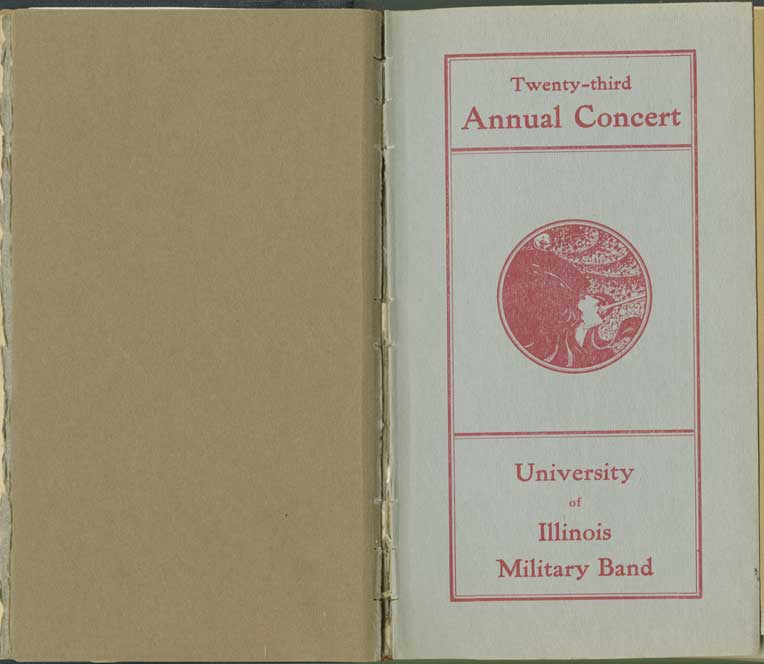 Twenty-third
Annual Concert
University
of
Illinois
Military Band